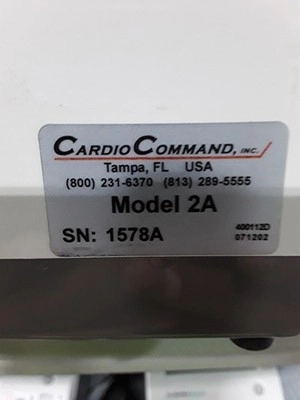 CARDIOCOMMAND, INC.
Tampa, FL USA
(800) 231-6370 (813) 289-5555
Model 2A
400112D
SN: 1578A
071202